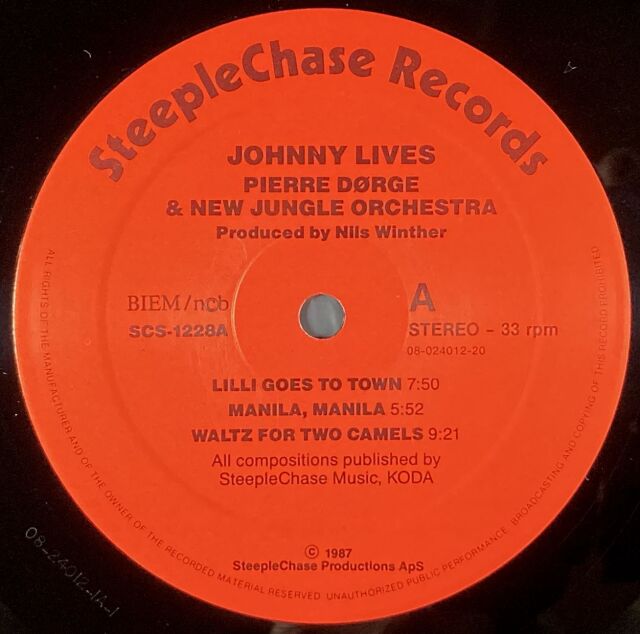 SteepleChase Records
JOHNNY LIVES
PIERRE DØRGE
& NEW JUNGLE ORCHESTRA
Produced by Nils Winther
BIEM/ncb
SCS-1228A
A
STEREO - 33 rpm
08-024012-20
LILLI GOES TO TOWN 7:50
MANILA, MANILA 5:52
WALTZ FOR TWO CAMELS 9:21
All compositions published by
SteepleChase Music, KODA
© 1987
SteepleChase Productions ApS
ALL RIGHTS OF THE MANUFACTURER AND OF THE OWNER OF THE RECORDED MATERIAL RESERVED UNAUTHORIZED PUBLIC PERFORMANCE, BROADCASTING AND COPYING OF THIS RECORD PROHIBITED